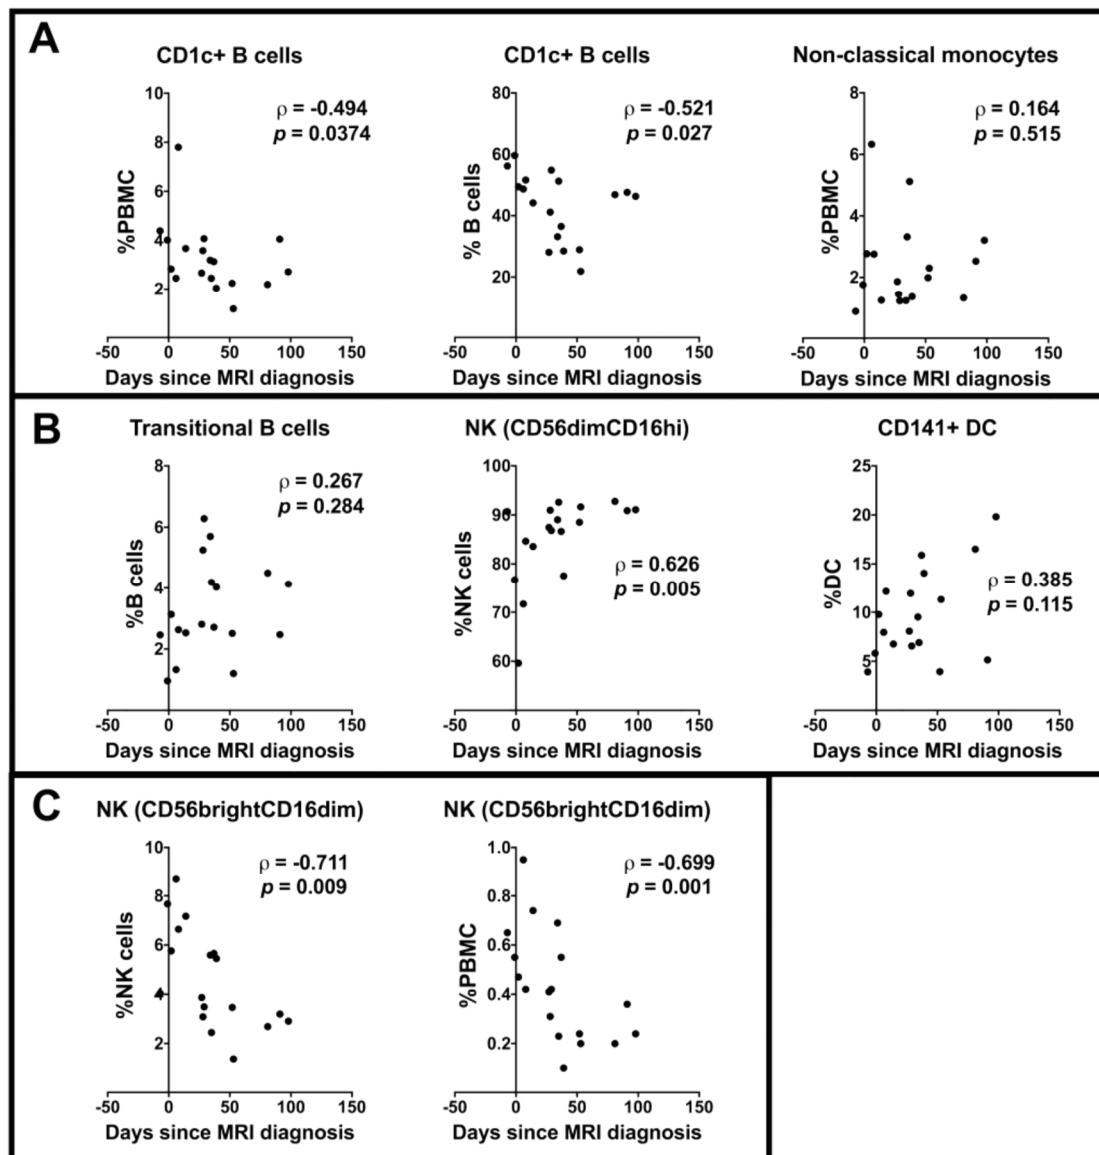 A
CD1c+ B cells
ρ = -0.494
p = 0.0374
%PBMC
10
8
6
4
2
-50 0 50 100 150
Days since MRI diagnosis
CD1c+ B cells
ρ = -0.521
p = 0.027
% B cells
80
60
40
20
-50 0 50 100 150
Days since MRI diagnosis
Non-classical monocytes
ρ = 0.164
p = 0.515
%PBMC
8
6
4
2
-50 0 50 100 150
Days since MRI diagnosis
B
Transitional B cells
ρ = 0.267
p = 0.284
%B cells
8
6
4
2
-50 0 50 100 150
Days since MRI diagnosis
NK (CD56dimCD16hi)
ρ = 0.626
p = 0.005
%NK cells
100
90
80
70
60
-50 0 50 100 150
Days since MRI diagnosis
CD141+ DC
ρ = 0.385
p = 0.115
%DC
25
20
15
10
5
-50 0 50 100 150
Days since MRI diagnosis
C
NK (CD56brightCD16dim)
ρ = -0.711
p = 0.009
%NK cells
10
8
6
4
2
-50 0 50 100 150
Days since MRI diagnosis
NK (CD56brightCD16dim)
ρ = -0.699
p = 0.001
%PBMC
1.0
0.8
0.6
0.4
0.2
-50 0 50 100 150
Days since MRI diagnosis